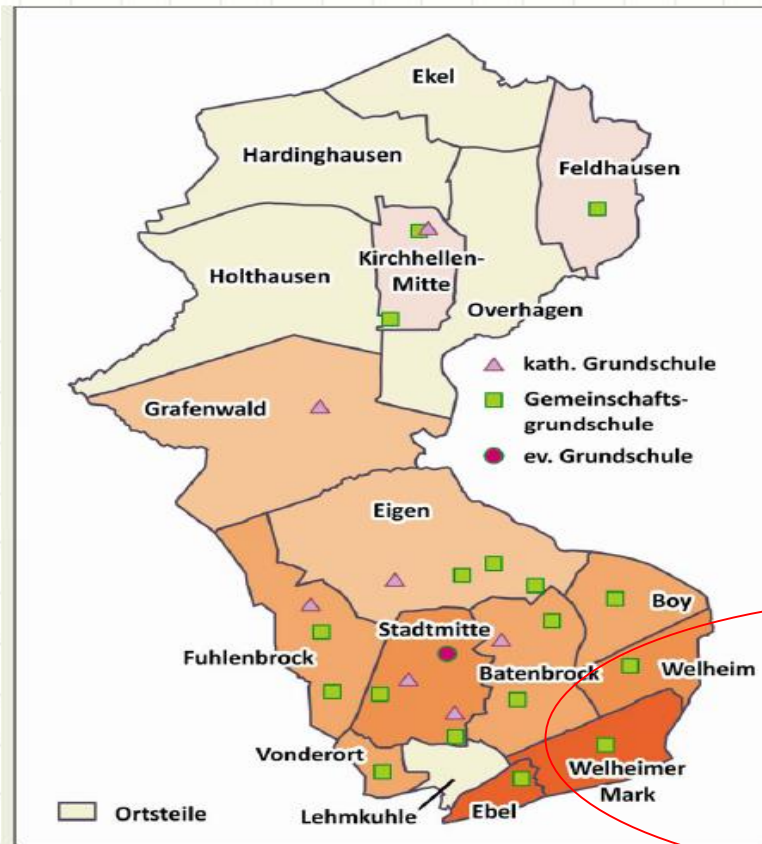 Ekel
Hardinghausen
Feldhausen
Kirchhellen-
Mitte
Holthausen
Overhagen
kath. Grundschule
Grafenwald
Gemeinschafts-
grundschule
ev. Grundschule
Eigen
Boy
Stadtmitte
Fuhlenbrock
Batenbrock
Welheim
Vonderort
Welheimer
Mark
Lehmkuhle
Ebel
Ortsteile